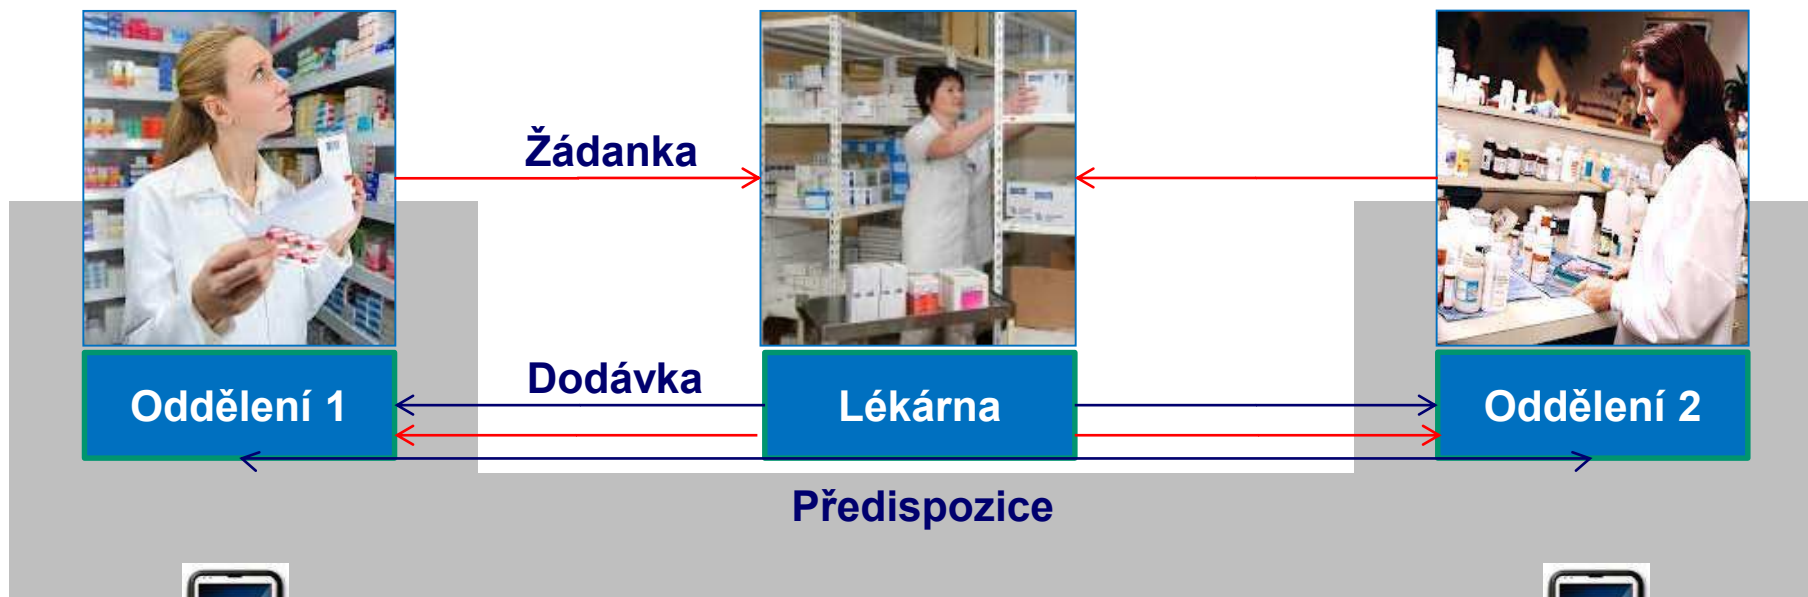 Žádanka
Dodávka
Oddělení 1
Lékárna
Oddělení 2
Předispozice